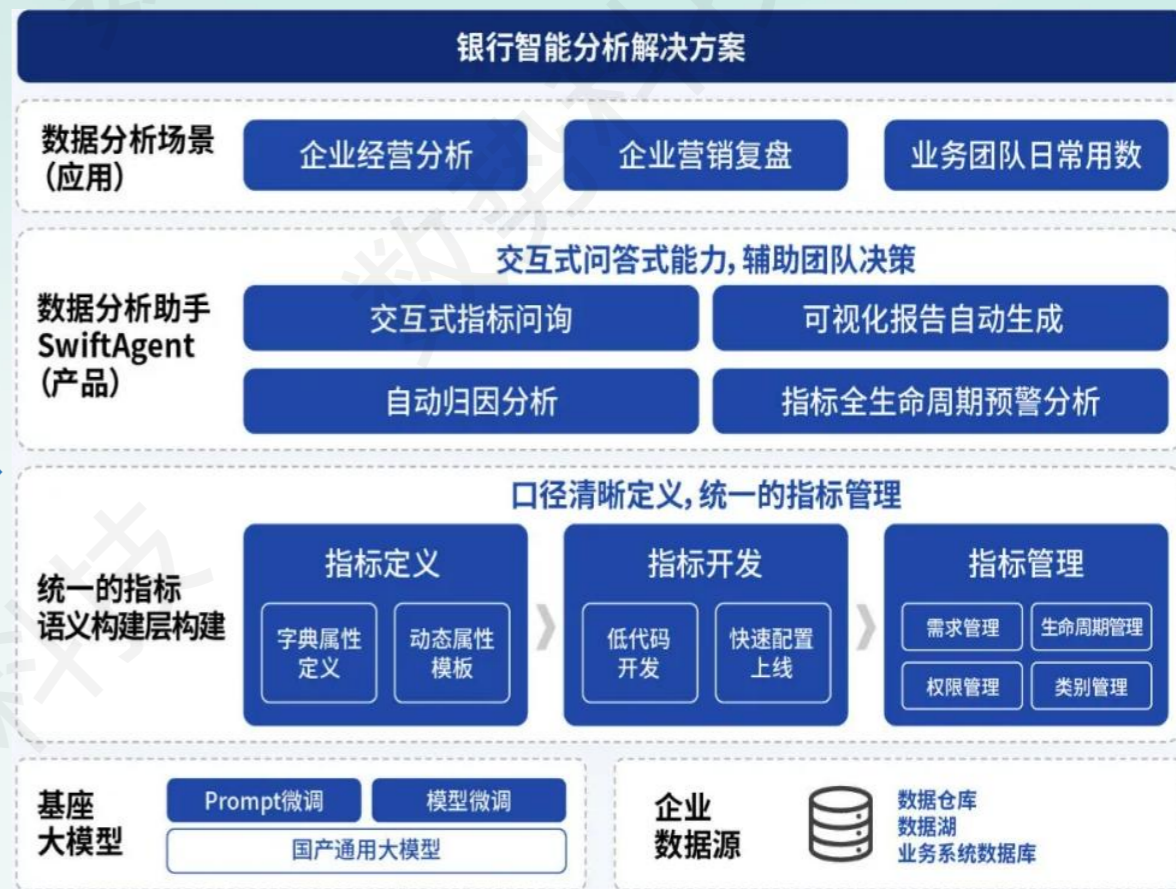 银行智能分析解决方案
数据分析场景
（应用）
企业经营分析
企业营销复盘
业务团队日常用数
交互式问答式能力，辅助团队决策
数据分析助手
SwiftAgent
（产品）
交互式指标问询
可视化报告自动生成
自动归因分析
指标全生命周期预警分析
口径清晰定义，统一的指标管理
统一的指标
语义构建层构建
指标定义
字典属性
定义
动态属性
模板
指标开发
低代码
开发
快速配置
上线
指标管理
需求管理
生命周期管理
权限管理
类别管理
基座
大模型
Prompt微调
模型微调
国产通用大模型
企业
数据源
数据仓库
数据湖
业务系统数据库
数势科技
科技